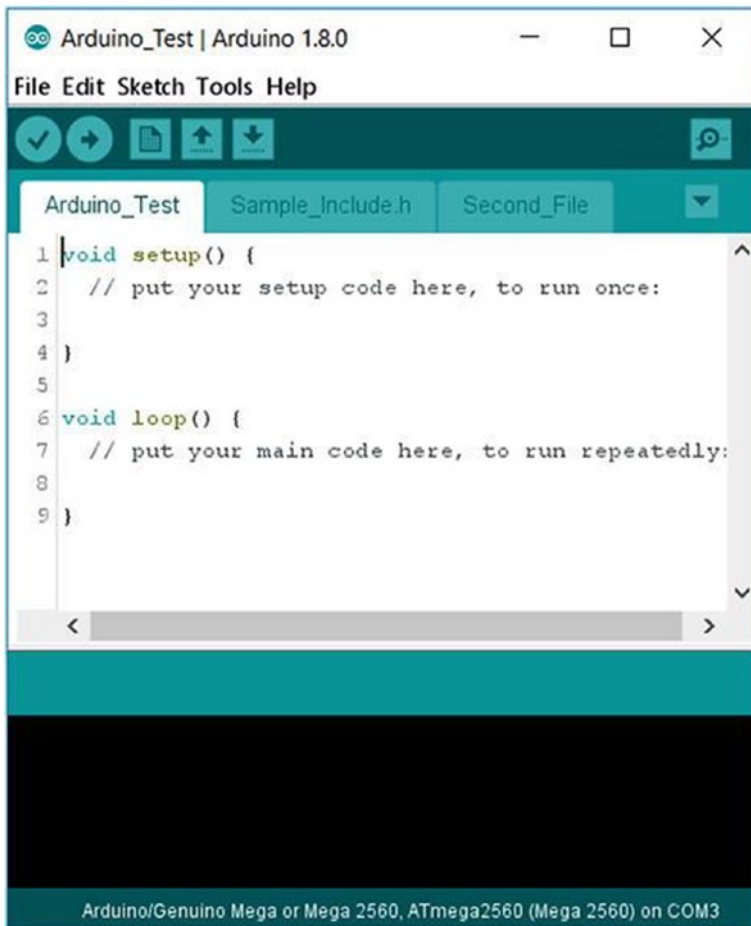 Arduino_Test | Arduino 1.8.0
File Edit Sketch Tools Help
Arduino_Test Sample_Include.h Second_File
1 void setup() {
2   // put your setup code here, to run once:
3
4 }
5
6 void loop() {
7   // put your main code here, to run repeatedly:
8
9 }
Arduino/Genuino Mega or Mega 2560, ATmega2560 (Mega 2560) on COM3